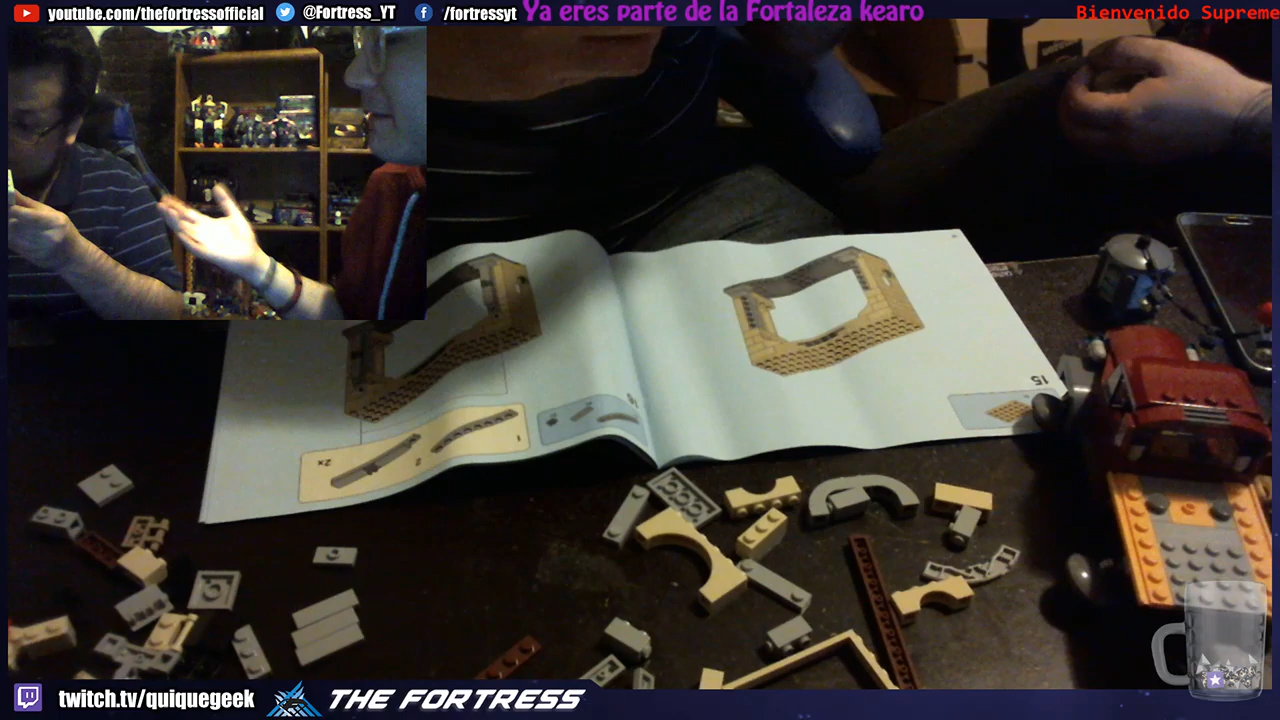 youtube.com/thefortressofficial @Fortress_YT /fortressyt Ya eres parte de la Fortaleza kearo Bienvenido Supreme
15
2x
twitch.tv/quiquegeek THE FORTRESS